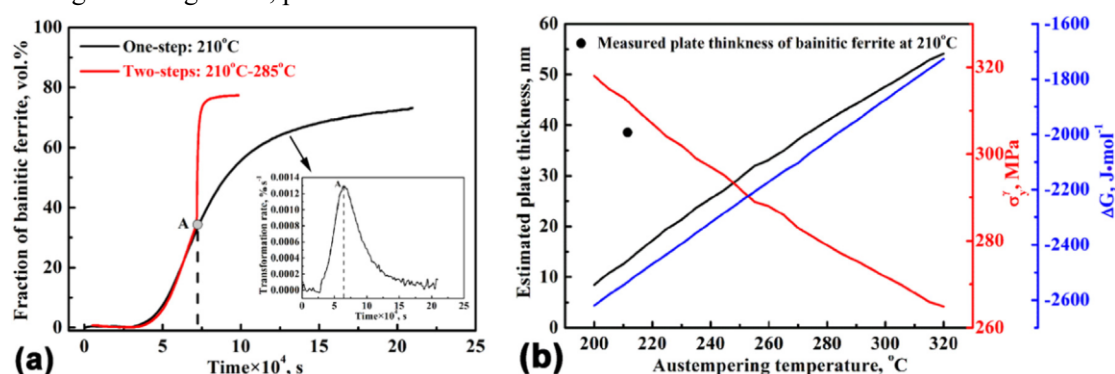 One-step: 210°C
Two-steps: 210°C-285°C
Fraction of bainitic ferrite, vol.%
100
80
60
40
20
0
A
0 5 10 15 20 25
Time×10⁴, s
(a)
Transformation rate, %s⁻¹
0.0014
0.0012
0.0010
0.0008
0.0006
0.0004
0.0002
0.0000
A
0 5 10 15 20 25
Time×10⁴, s
Measured plate thinkness of bainitic ferrite at 210°C
Estimated plate thickness, nm
60
50
40
30
20
10
0
200 220 240 260 280 300 320
Austempering temperature, °C
(b)
320
300
280
260
σyγ, MPa
-1600
-1800
-2000
-2200
-2400
-2600
ΔG, J·mol⁻¹